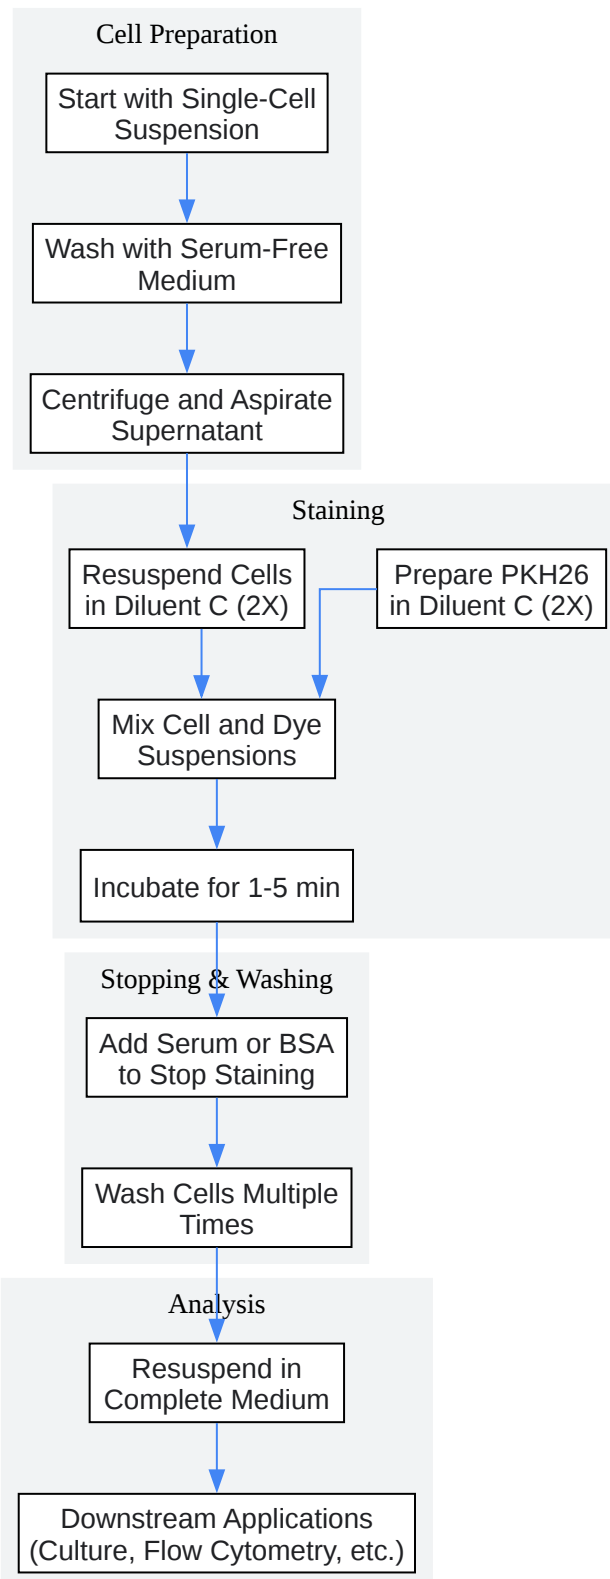 Cell Preparation
Start with Single-Cell
Suspension
Wash with Serum-Free
Medium
Centrifuge and Aspirate
Supernatant
Staining
Resuspend Cells
in Diluent C (2X)
Prepare PKH26
in Diluent C (2X)
Mix Cell and Dye
Suspensions
Incubate for 1-5 min
Stopping & Washing
Add Serum or BSA
to Stop Staining
Wash Cells Multiple
Times
Analysis
Resuspend in
Complete Medium
Downstream Applications
(Culture, Flow Cytometry, etc.)